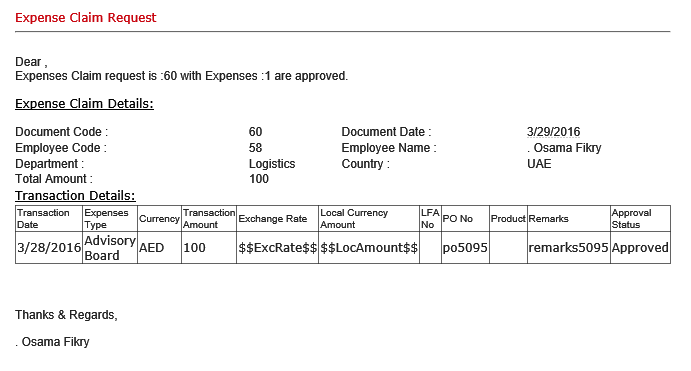 Expense Claim Request
Dear ,
Expenses Claim request is :60 with Expenses :1 are approved.
Expense Claim Details:
Document Code : 60 Document Date : 3/29/2016
Employee Code : 58 Employee Name : . Osama Fikry
Department : Logistics Country : UAE
Total Amount : 100
Transaction Details:
Transaction Date Expenses Type Currency Transaction Amount Exchange Rate Local Currency Amount LFA No PO No Product Remarks Approval Status
3/28/2016 Advisory Board AED 100 $$ExcRate$$ $$LocAmount$$ po5095 remarks5095 Approved
Thanks & Regards,
. Osama Fikry